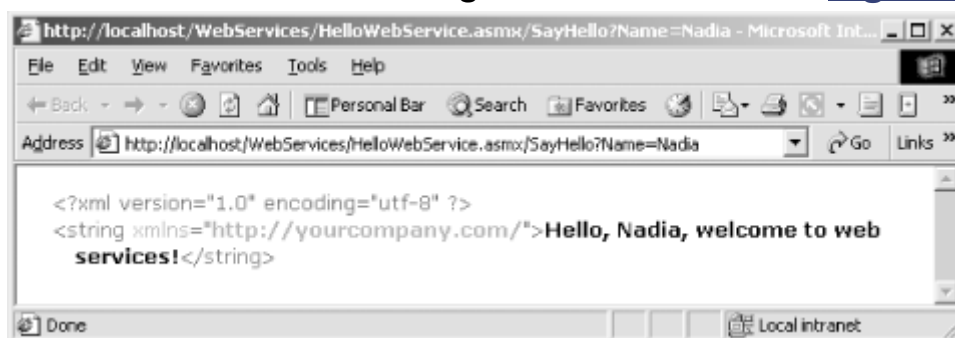 http://localhost/WebServices/HelloWebService.asmx/SayHello?Name=Nadia - Microsoft Int...
File Edit View Favorites Tools Help
Back Personal Bar Search Favorites
Address http://localhost/WebServices/HelloWebService.asmx/SayHello?Name=Nadia Go Links »
<?xml version="1.0" encoding="utf-8" ?>
<string xmlns="http://yourcompany.com/">Hello, Nadia, welcome to web
services!</string>
Done Local intranet